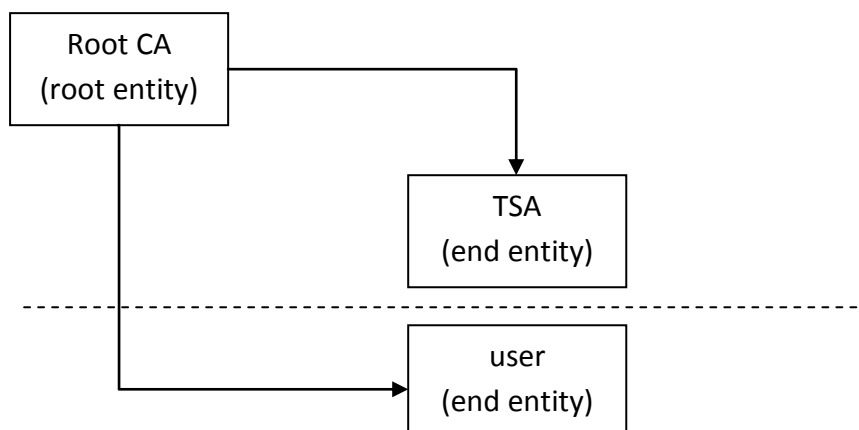 Root CA
(root entity)
TSA
(end entity)
user
(end entity)